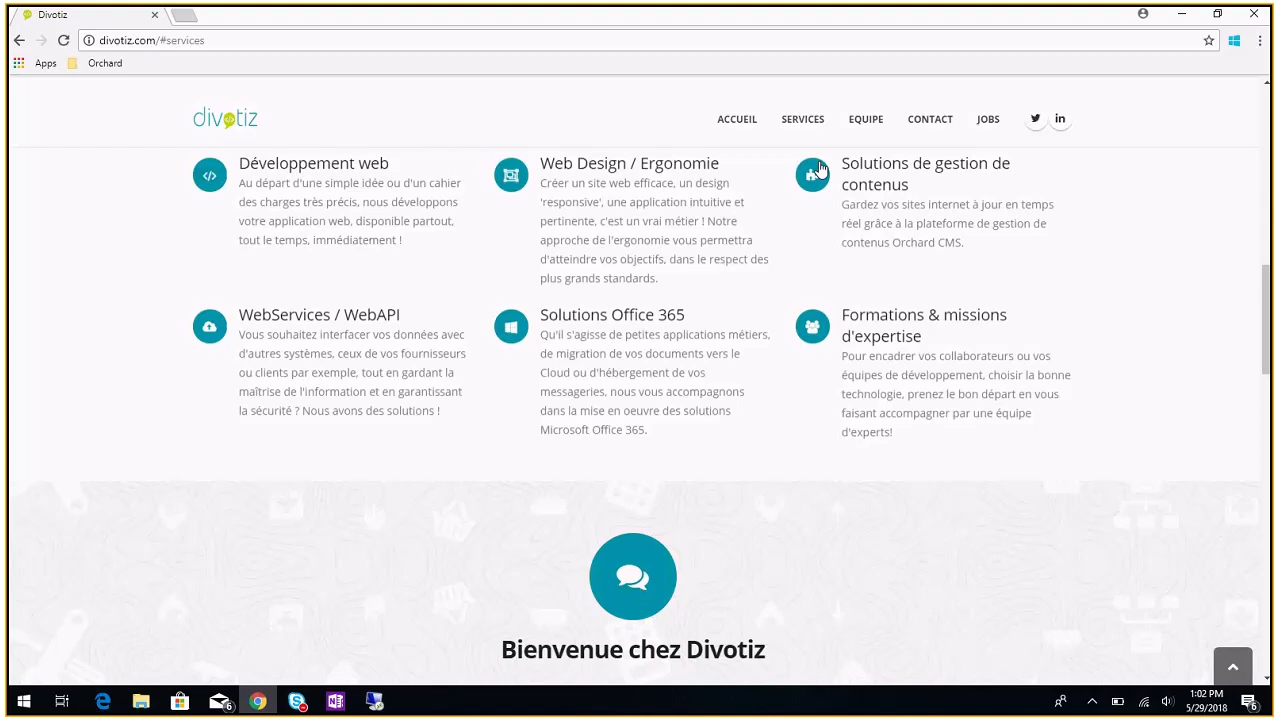 Divotiz
divotiz.com/#services
Apps
Orchard
divotiz
ACCUEIL
SERVICES
EQUIPE
CONTACT
JOBS
Développement web
Au départ d'une simple idée ou d'un cahier
des charges très précis, nous développons
votre application web, disponible partout,
tout le temps, immédiatement !
Web Design / Ergonomie
Créer un site web efficace, un design
'responsive', une application intuitive et
pertinente, c'est un vrai métier ! Notre
approche de l'ergonomie vous permettra
d'atteindre vos objectifs, dans le respect des
plus grands standards.
Solutions de gestion de
contenus
Gardez vos sites internet à jour en temps
réel grâce à la plateforme de gestion de
contenus Orchard CMS.
WebServices / WebAPI
Vous souhaitez interfacer vos données avec
d'autres systèmes, ceux de vos fournisseurs
ou clients par exemple, tout en gardant la
maîtrise de l'information et en garantissant
la sécurité ? Nous avons des solutions !
Solutions Office 365
Qu'il s'agisse de petites applications métiers,
de migration de vos documents vers le
Cloud ou d'hébergement de vos
messageries, nous vous accompagnons
dans la mise en oeuvre des solutions
Microsoft Office 365.
Formations & missions
d'expertise
Pour encadrer vos collaborateurs ou vos
équipes de développement, choisir la bonne
technologie, prenez le bon départ en vous
faisant accompagner par une équipe
d'experts!
Bienvenue chez Divotiz
6
1:02 PM
5/29/2018
6